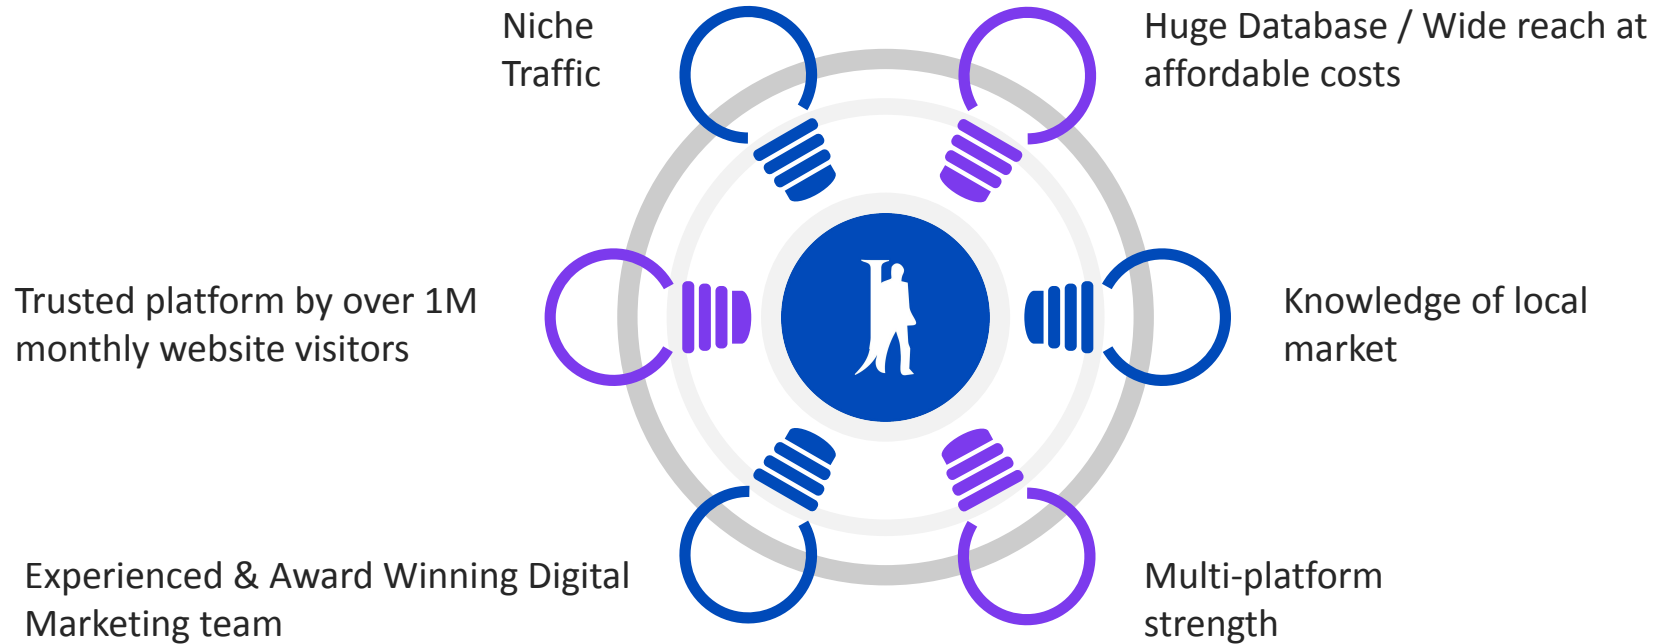 Niche
Traffic
Huge Database / Wide reach at
affordable costs
Trusted platform by over 1M
monthly website visitors
Knowledge of local
market
Experienced & Award Winning Digital
Marketing team
Multi-platform
strength